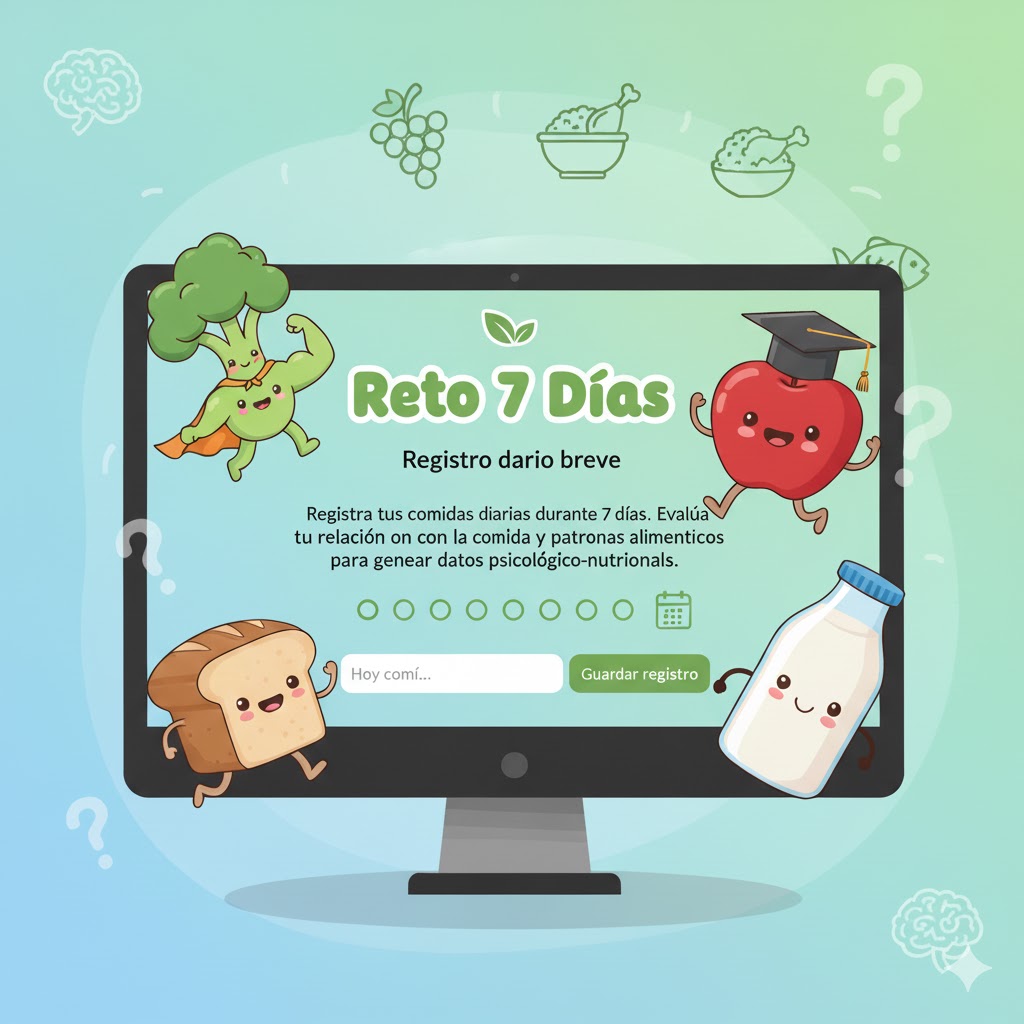 Reto 7 Días
Registro dario breve
Registra tus comidas diarias durante 7 días. Evalúa
tu relación on con la comida y patronas alimenticos
para genear datos psicológico-nutrionals.
Hoy comí...
Guardar registro